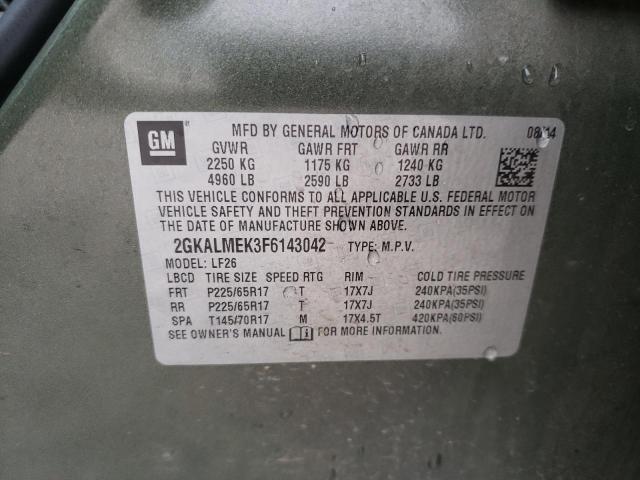 GM
MFD BY GENERAL MOTORS OF CANADA LTD. 08/14
GVWR GAWR FRT GAWR RR
2250 KG 1175 KG 1240 KG
4960 LB 2590 LB 2733 LB
THIS VEHICLE CONFORMS TO ALL APPLICABLE U.S. FEDERAL MOTOR
VEHICLE SAFETY AND THEFT PREVENTION STANDARDS IN EFFECT ON
THE DATE OF MANUFACTURE SHOWN ABOVE.
2GKALMEK3F6143042 TYPE: M.P.V.
MODEL: LF26
LBCD TIRE SIZE SPEED RTG RIM COLD TIRE PRESSURE
FRT P225/65R17 T 17X7J 240KPA(35PSI)
RR P225/65R17 T 17X7J 240KPA(35PSI)
SPA T145/70R17 M 17X4.5T 420KPA(60PSI)
SEE OWNER'S MANUAL FOR MORE INFORMATION.